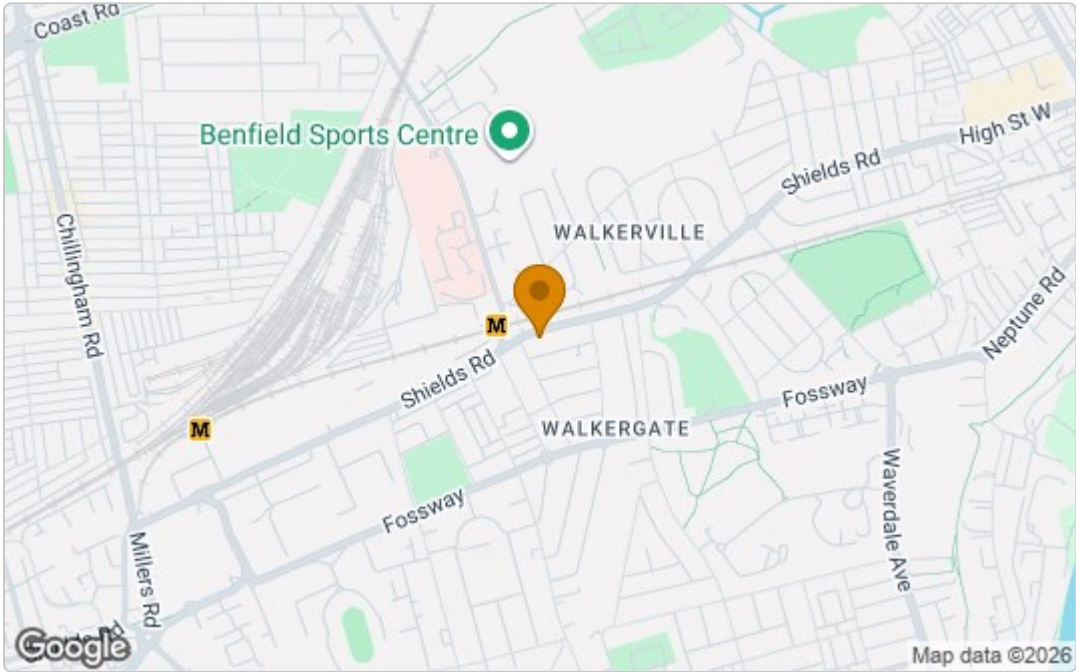 Coast Rd
High St W
Benfield Sports Centre
Shields Rd
WALKERVILLE
Chillingham Rd
Neptune Rd
M
Shields Rd
Fossway
M
WALKERGATE
Waverdale Ave
Fossway
Millers Rd
Rd
Google
Map data ©2026